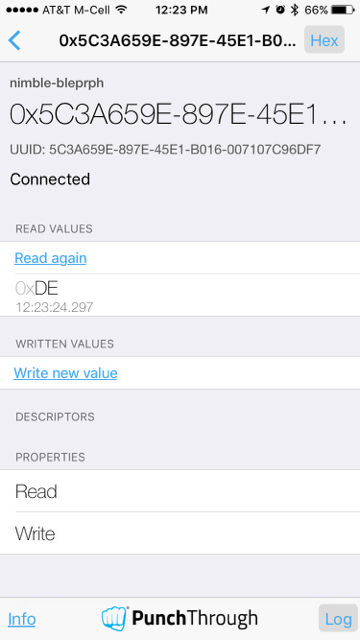 AT&T M-Cell 12:23 PM 66%
0x5C3A659E-897E-45E1-B0... Hex
nimble-bleprph
0x5C3A659E-897E-45E1...
UUID: 5C3A659E-897E-45E1-B016-007107C96DF7
Connected
READ VALUES
Read again
0xDE
12:23:24.297
WRITTEN VALUES
Write new value
DESCRIPTORS
PROPERTIES
Read
Write
Info PunchThrough Log